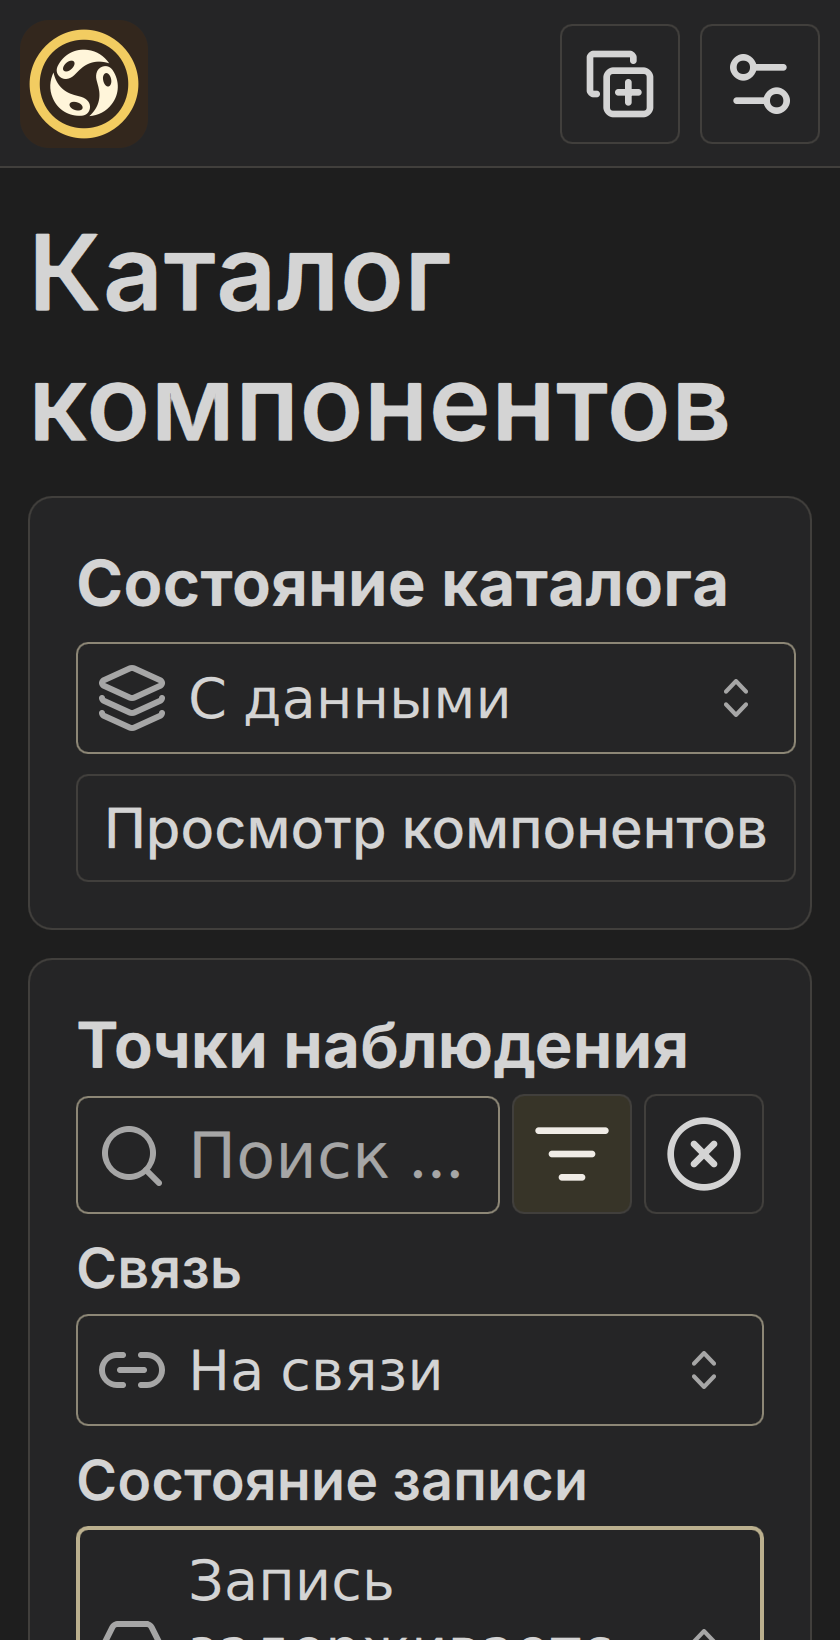 Каталог
компонентов
Состояние каталога
С данными
Просмотр компонентов
Точки наблюдения
Поиск ...
Связь
На связи
Состояние записи
Запись